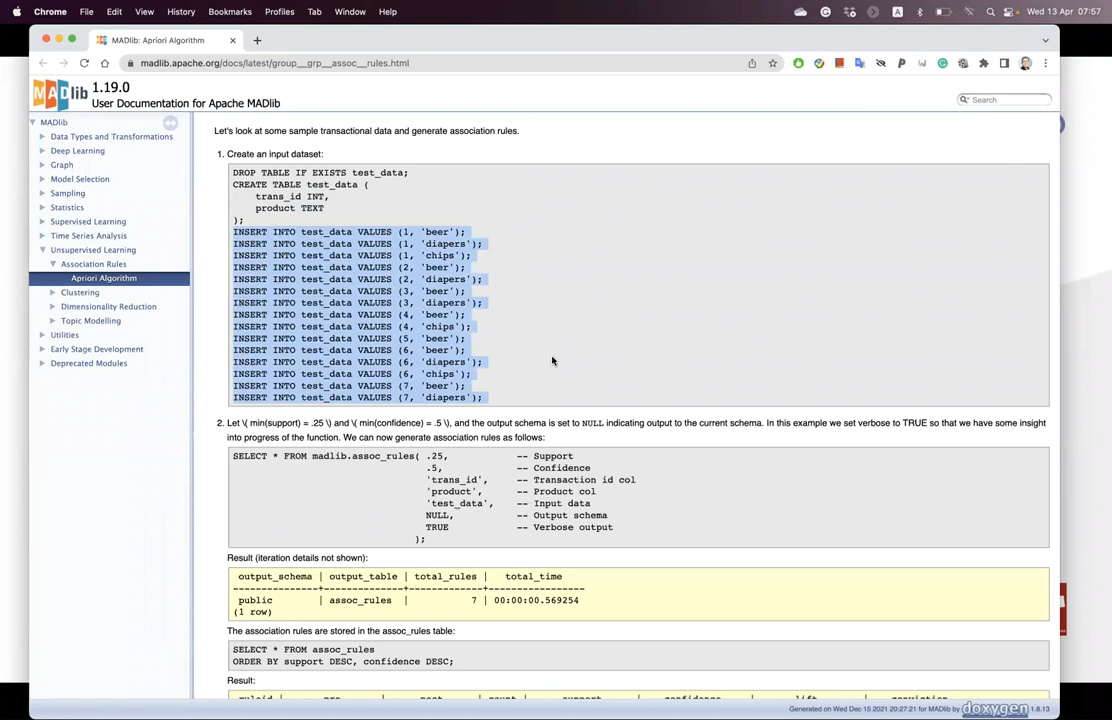 Chrome File Edit View History Bookmarks Profiles Tab Window Help
A Wed 13 Apr 07:57
MADlib: Apriori Algorithm
madlib.apache.org/docs/latest/group__grp__assoc__rules.html
MADlib 1.19.0
User Documentation for Apache MADlib
Search
MADlib
Data Types and Transformations
Deep Learning
Graph
Model Selection
Sampling
Statistics
Supervised Learning
Time Series Analysis
Unsupervised Learning
Association Rules
Apriori Algorithm
Clustering
Dimensionality Reduction
Topic Modelling
Utilities
Early Stage Development
Deprecated Modules
Let's look at some sample transactional data and generate association rules.
1. Create an input dataset:
DROP TABLE IF EXISTS test_data;
CREATE TABLE test_data (
trans_id INT,
product TEXT
);
INSERT INTO test_data VALUES (1, 'beer');
INSERT INTO test_data VALUES (1, 'diapers');
INSERT INTO test_data VALUES (1, 'chips');
INSERT INTO test_data VALUES (2, 'beer');
INSERT INTO test_data VALUES (2, 'diapers');
INSERT INTO test_data VALUES (3, 'beer');
INSERT INTO test_data VALUES (3, 'diapers');
INSERT INTO test_data VALUES (4, 'beer');
INSERT INTO test_data VALUES (4, 'chips');
INSERT INTO test_data VALUES (5, 'beer');
INSERT INTO test_data VALUES (6, 'beer');
INSERT INTO test_data VALUES (6, 'diapers');
INSERT INTO test_data VALUES (6, 'chips');
INSERT INTO test_data VALUES (7, 'beer');
INSERT INTO test_data VALUES (7, 'diapers');
2. Let \( min(support) = .25 \) and \( min(confidence) = .5 \), and the output schema is set to NULL indicating output to the current schema. In this example we set verbose to TRUE so that we have some insight
into progress of the function. We can now generate association rules as follows:
SELECT * FROM madlib.assoc_rules( .25, -- Support
.5, -- Confidence
'trans_id', -- Transaction id col
'product', -- Product col
'test_data', -- Input data
NULL, -- Output schema
TRUE -- Verbose output
);
Result (iteration details not shown):
output_schema | output_table | total_rules | total_time
---------------+--------------+-------------+-----------------
public | assoc_rules | 7 | 00:00:00.569254
(1 row)
The association rules are stored in the assoc_rules table:
SELECT * FROM assoc_rules
ORDER BY support DESC, confidence DESC;
Result:
ruleid | pre | post | count | support | confidence | lift | conviction
Generated on Wed Dec 15 2021 20:27:21 for MADlib by doxygen 1.8.13